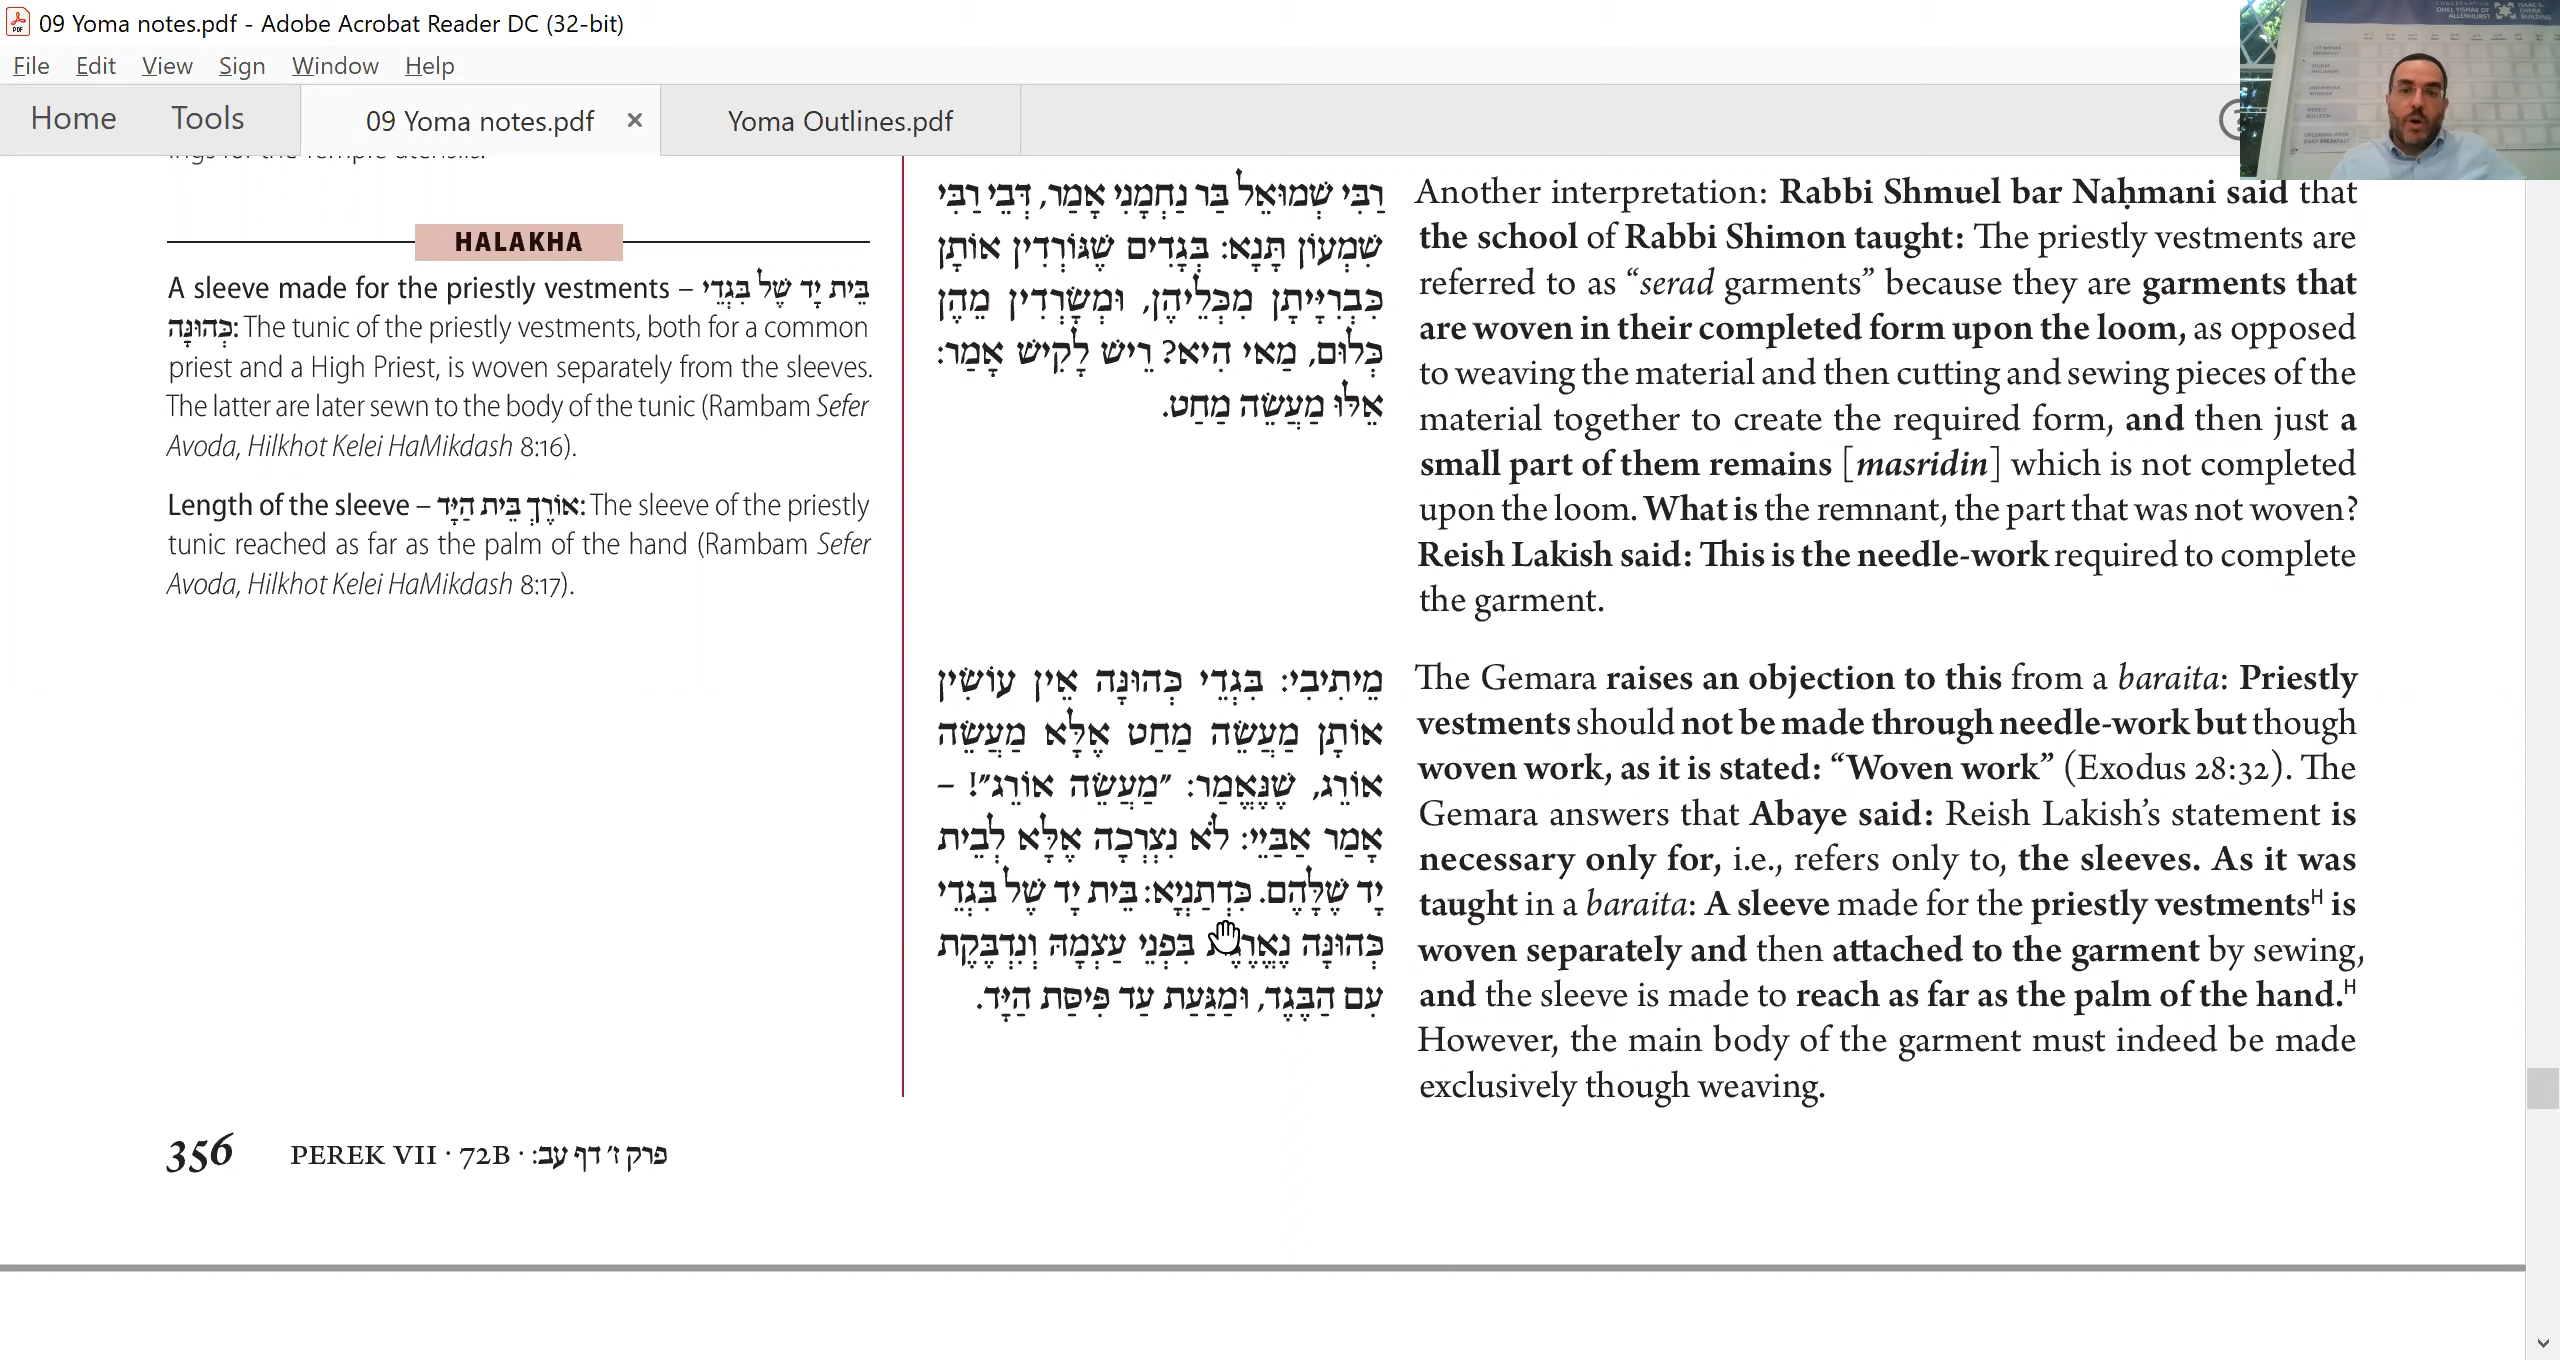 09 Yoma notes.pdf - Adobe Acrobat Reader DC (32-bit)
File Edit View Sign Window Help
Home Tools 09 Yoma notes.pdf × Yoma Outlines.pdf
HALAKHA
A sleeve made for the priestly vestments – בֵּית יָד שֶׁל בִּגְדֵי
כְּהוּנָּה: The tunic of the priestly vestments, both for a common
priest and a High Priest, is woven separately from the sleeves.
The latter are later sewn to the body of the tunic (Rambam Sefer
Avoda, Hilkhot Kelei HaMikdash 8:16).
Length of the sleeve – אוֹרֶךְ בֵּית הַיָּד: The sleeve of the priestly
tunic reached as far as the palm of the hand (Rambam Sefer
Avoda, Hilkhot Kelei HaMikdash 8:17).
רַבִּי שְׁמוּאֵל בַּר נַחְמָנִי אָמַר, דְּבֵי רַבִּי
שִׁמְעוֹן תָּנָא: בְּגָדִים שֶׁגּוֹרְדִין אוֹתָן
כִּבְרִיָּיתָן מִכְּלֵיהֶן, וּמְשָׂרְדִין מֵהֶן
כְּלוּם, מַאי הִיא? רֵישׁ לָקִישׁ אָמַר:
אֵלּוּ מַעֲשֵׂה מַחַט.
Another interpretation: Rabbi Shmuel bar Naḥmani said that
the school of Rabbi Shimon taught: The priestly vestments are
referred to as “serad garments” because they are garments that
are woven in their completed form upon the loom, as opposed
to weaving the material and then cutting and sewing pieces of the
material together to create the required form, and then just a
small part of them remains [masridin] which is not completed
upon the loom. What is the remnant, the part that was not woven?
Reish Lakish said: This is the needle-work required to complete
the garment.
מֵיתִיבִי: בִּגְדֵי כְּהוּנָּה אֵין עוֹשִׂין
אוֹתָן מַעֲשֵׂה מַחַט אֶלָּא מַעֲשֵׂה
אוֹרֵג, שֶׁנֶּאֱמַר: ״מַעֲשֵׂה אוֹרֵג״! –
אָמַר אַבַּיֵי: לֹא נִצְרְכָה אֶלָּא לְבֵית
יָד שֶׁלָּהֶם. כִּדְתַנְיָא: בֵּית יָד שֶׁל בִּגְדֵי
כְּהוּנָּה נֶאֱרֶגֶת בִּפְנֵי עַצְמָהּ וְנִדְבֶּקֶת
עִם הַבֶּגֶד, וּמַגַּעַת עַד פִּיסַּת הַיָּד.
The Gemara raises an objection to this from a baraita: Priestly
vestments should not be made through needle-work but though
woven work, as it is stated: “Woven work” (Exodus 28:32). The
Gemara answers that Abaye said: Reish Lakish’s statement is
necessary only for, i.e., refers only to, the sleeves. As it was
taught in a baraita: A sleeve made for the priestly vestmentsᴴ is
woven separately and then attached to the garment by sewing,
and the sleeve is made to reach as far as the palm of the hand.ᴴ
However, the main body of the garment must indeed be made
exclusively though weaving.
356 PEREK VII · 72B · פרק ז׳ דף עב: